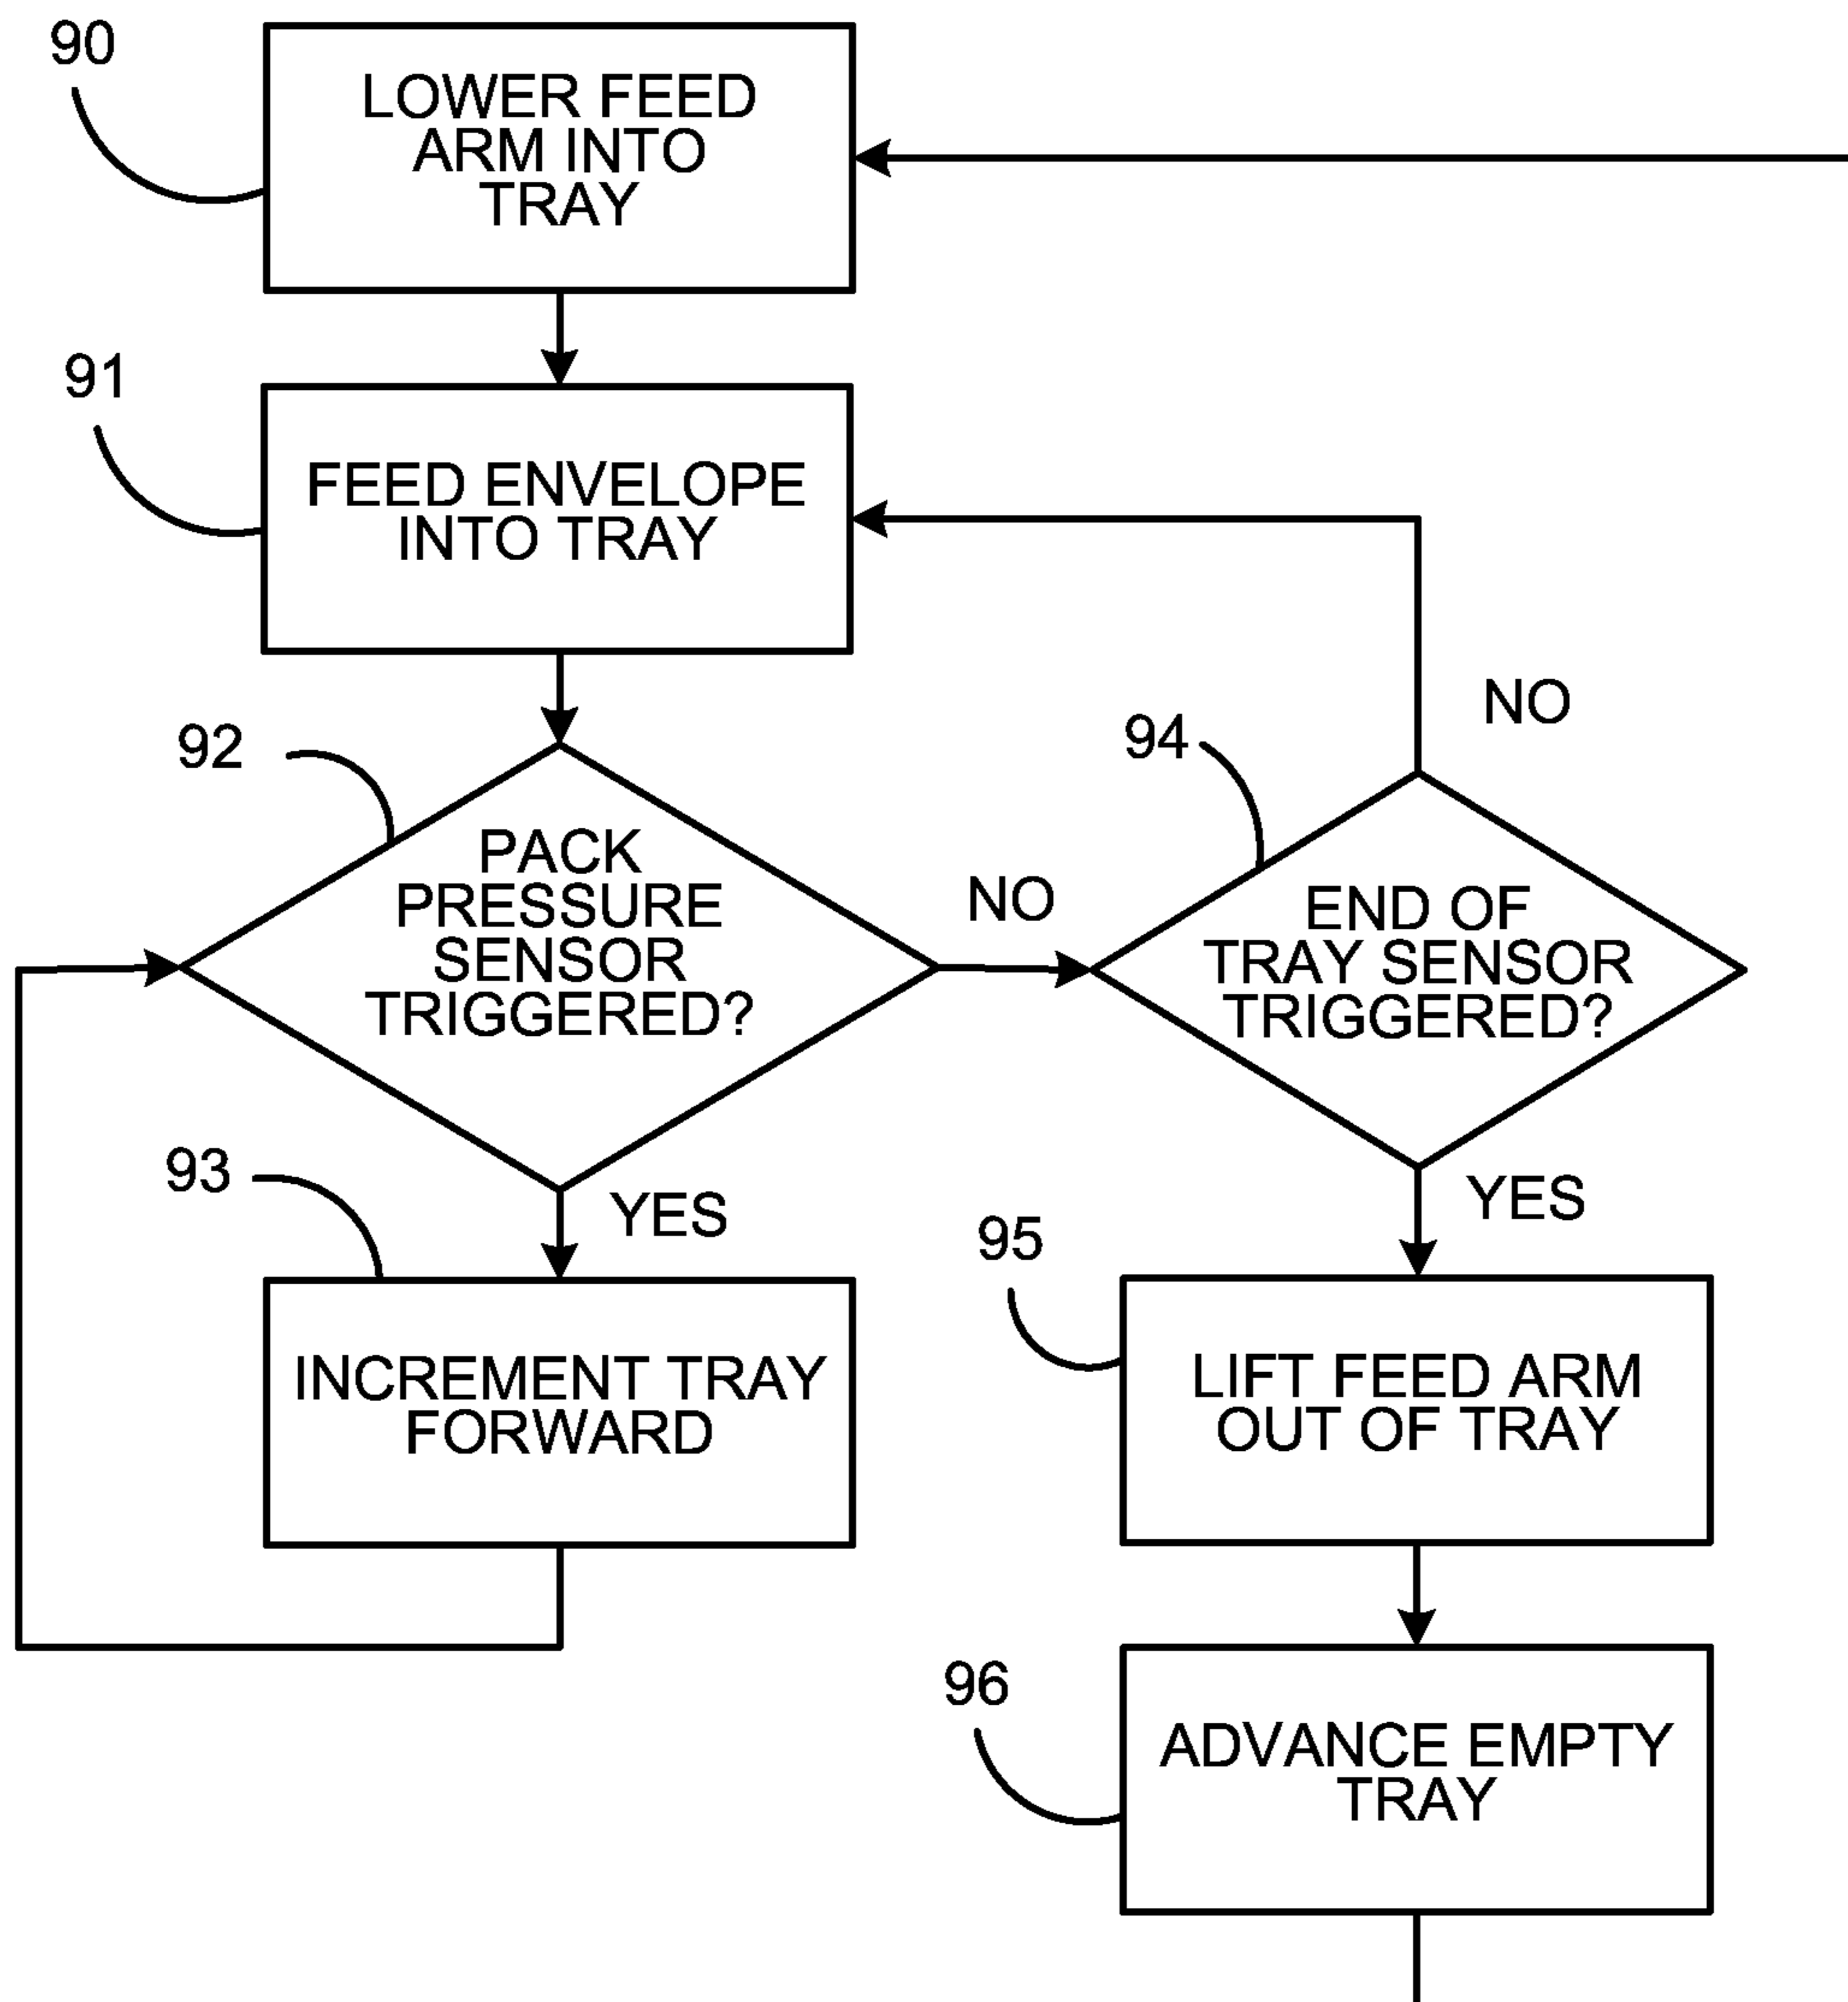 90
LOWER FEED
ARM INTO
TRAY
91
FEED ENVELOPE
INTO TRAY
92
PACK
PRESSURE
SENSOR
TRIGGERED?
NO
94
NO
END OF
TRAY SENSOR
TRIGGERED?
93
YES
INCREMENT TRAY
FORWARD
YES
95
LIFT FEED ARM
OUT OF TRAY
96
ADVANCE EMPTY
TRAY